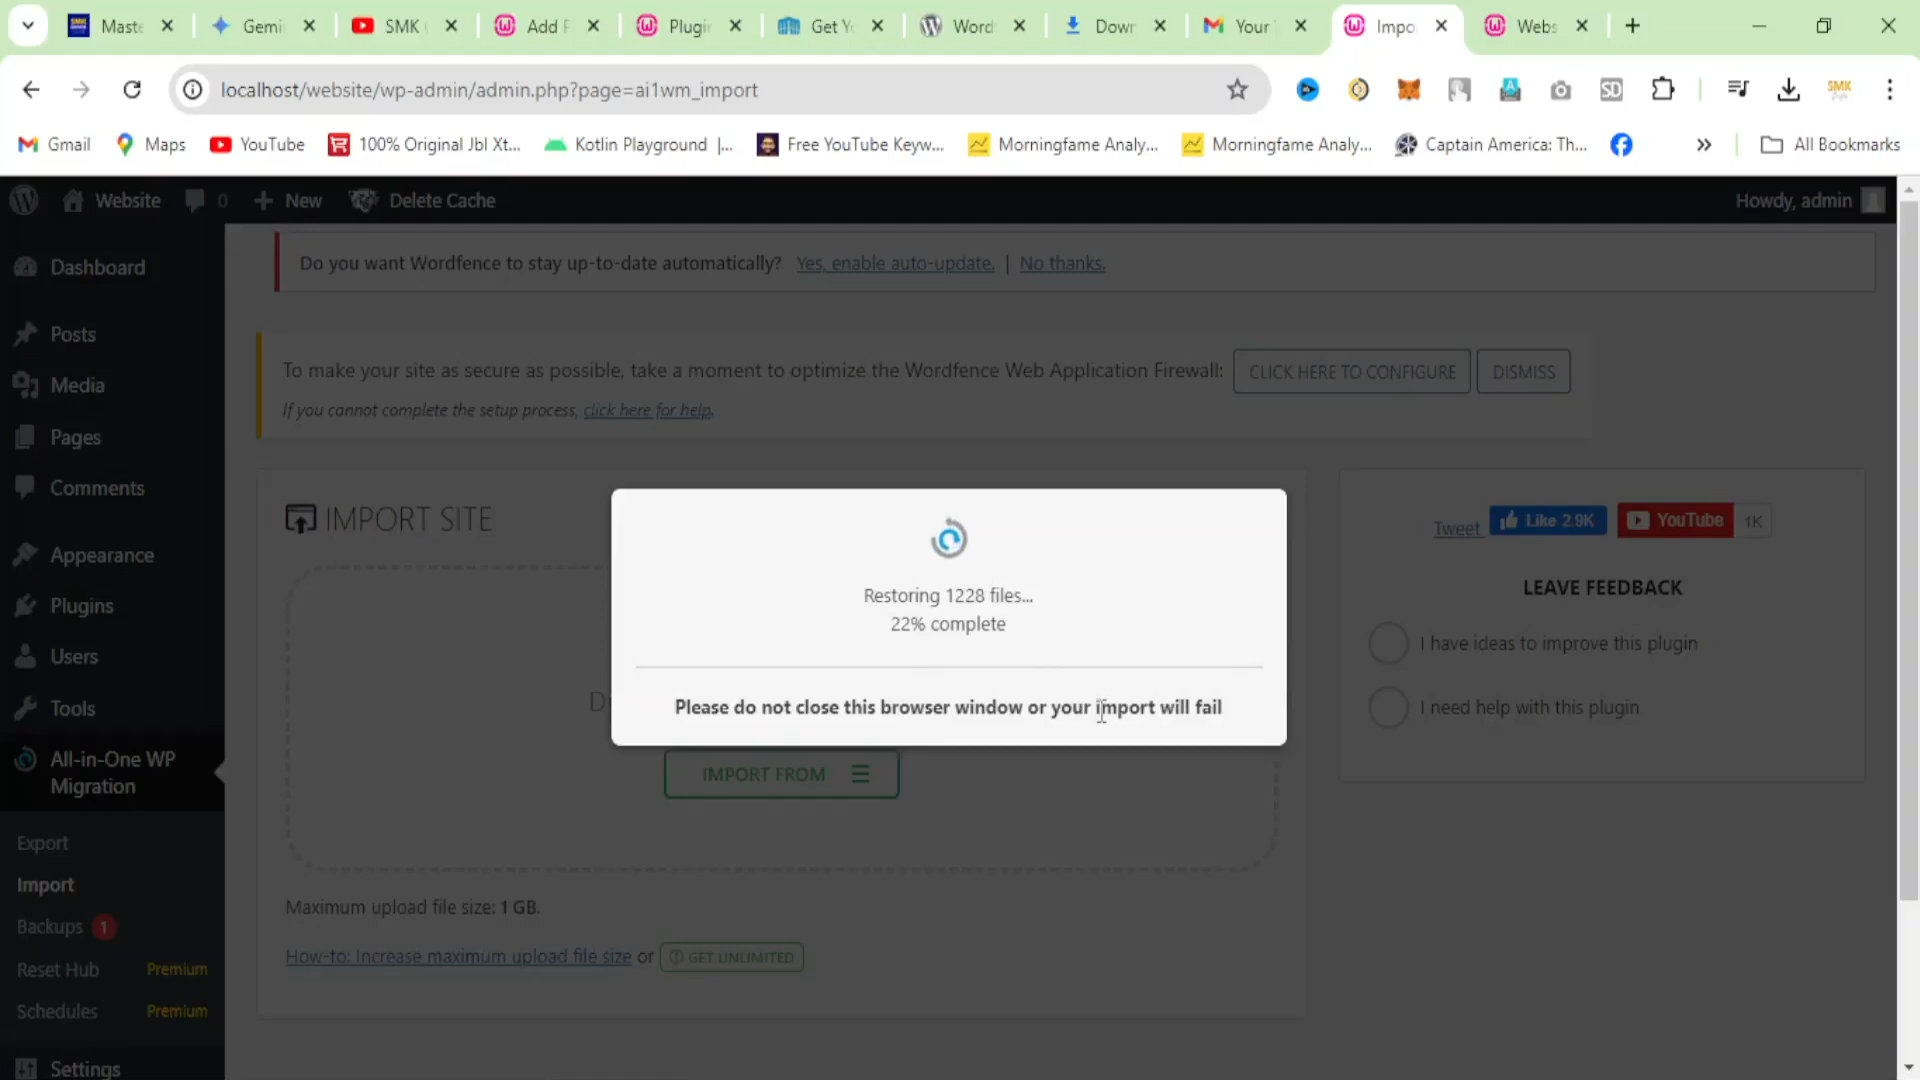 Maste
Gemi
SMK
Add P
Plugin
Get Y
Word
Down
Your
Impo
Webs
localhost/website/wp-admin/admin.php?page=ai1wm_import
SD
SMK
Gmail
Maps
YouTube
100% Original Jbl Xt...
Kotlin Playground |...
Free YouTube Keyw...
Morningfame Analy...
Morningfame Analy...
Captain America: Th...
All Bookmarks
Website
0
New
Delete Cache
Howdy, admin
Dashboard
Posts
Media
Pages
Comments
Appearance
Plugins
Users
Tools
All-in-One WP
Migration
Export
Import
Backups 1
Reset Hub Premium
Schedules Premium
Settings
Do you want Wordfence to stay up-to-date automatically? Yes, enable auto-update. | No thanks.
To make your site as secure as possible, take a moment to optimize the Wordfence Web Application Firewall: CLICK HERE TO CONFIGURE DISMISS
If you cannot complete the setup process, click here for help.
IMPORT SITE
D
Restoring 1228 files...
22% complete
Please do not close this browser window or your import will fail
IMPORT FROM
Maximum upload file size: 1 GB.
How-to: Increase maximum upload file size or GET UNLIMITED
Tweet Like 2.9K YouTube 1K
LEAVE FEEDBACK
I have ideas to improve this plugin
I need help with this plugin